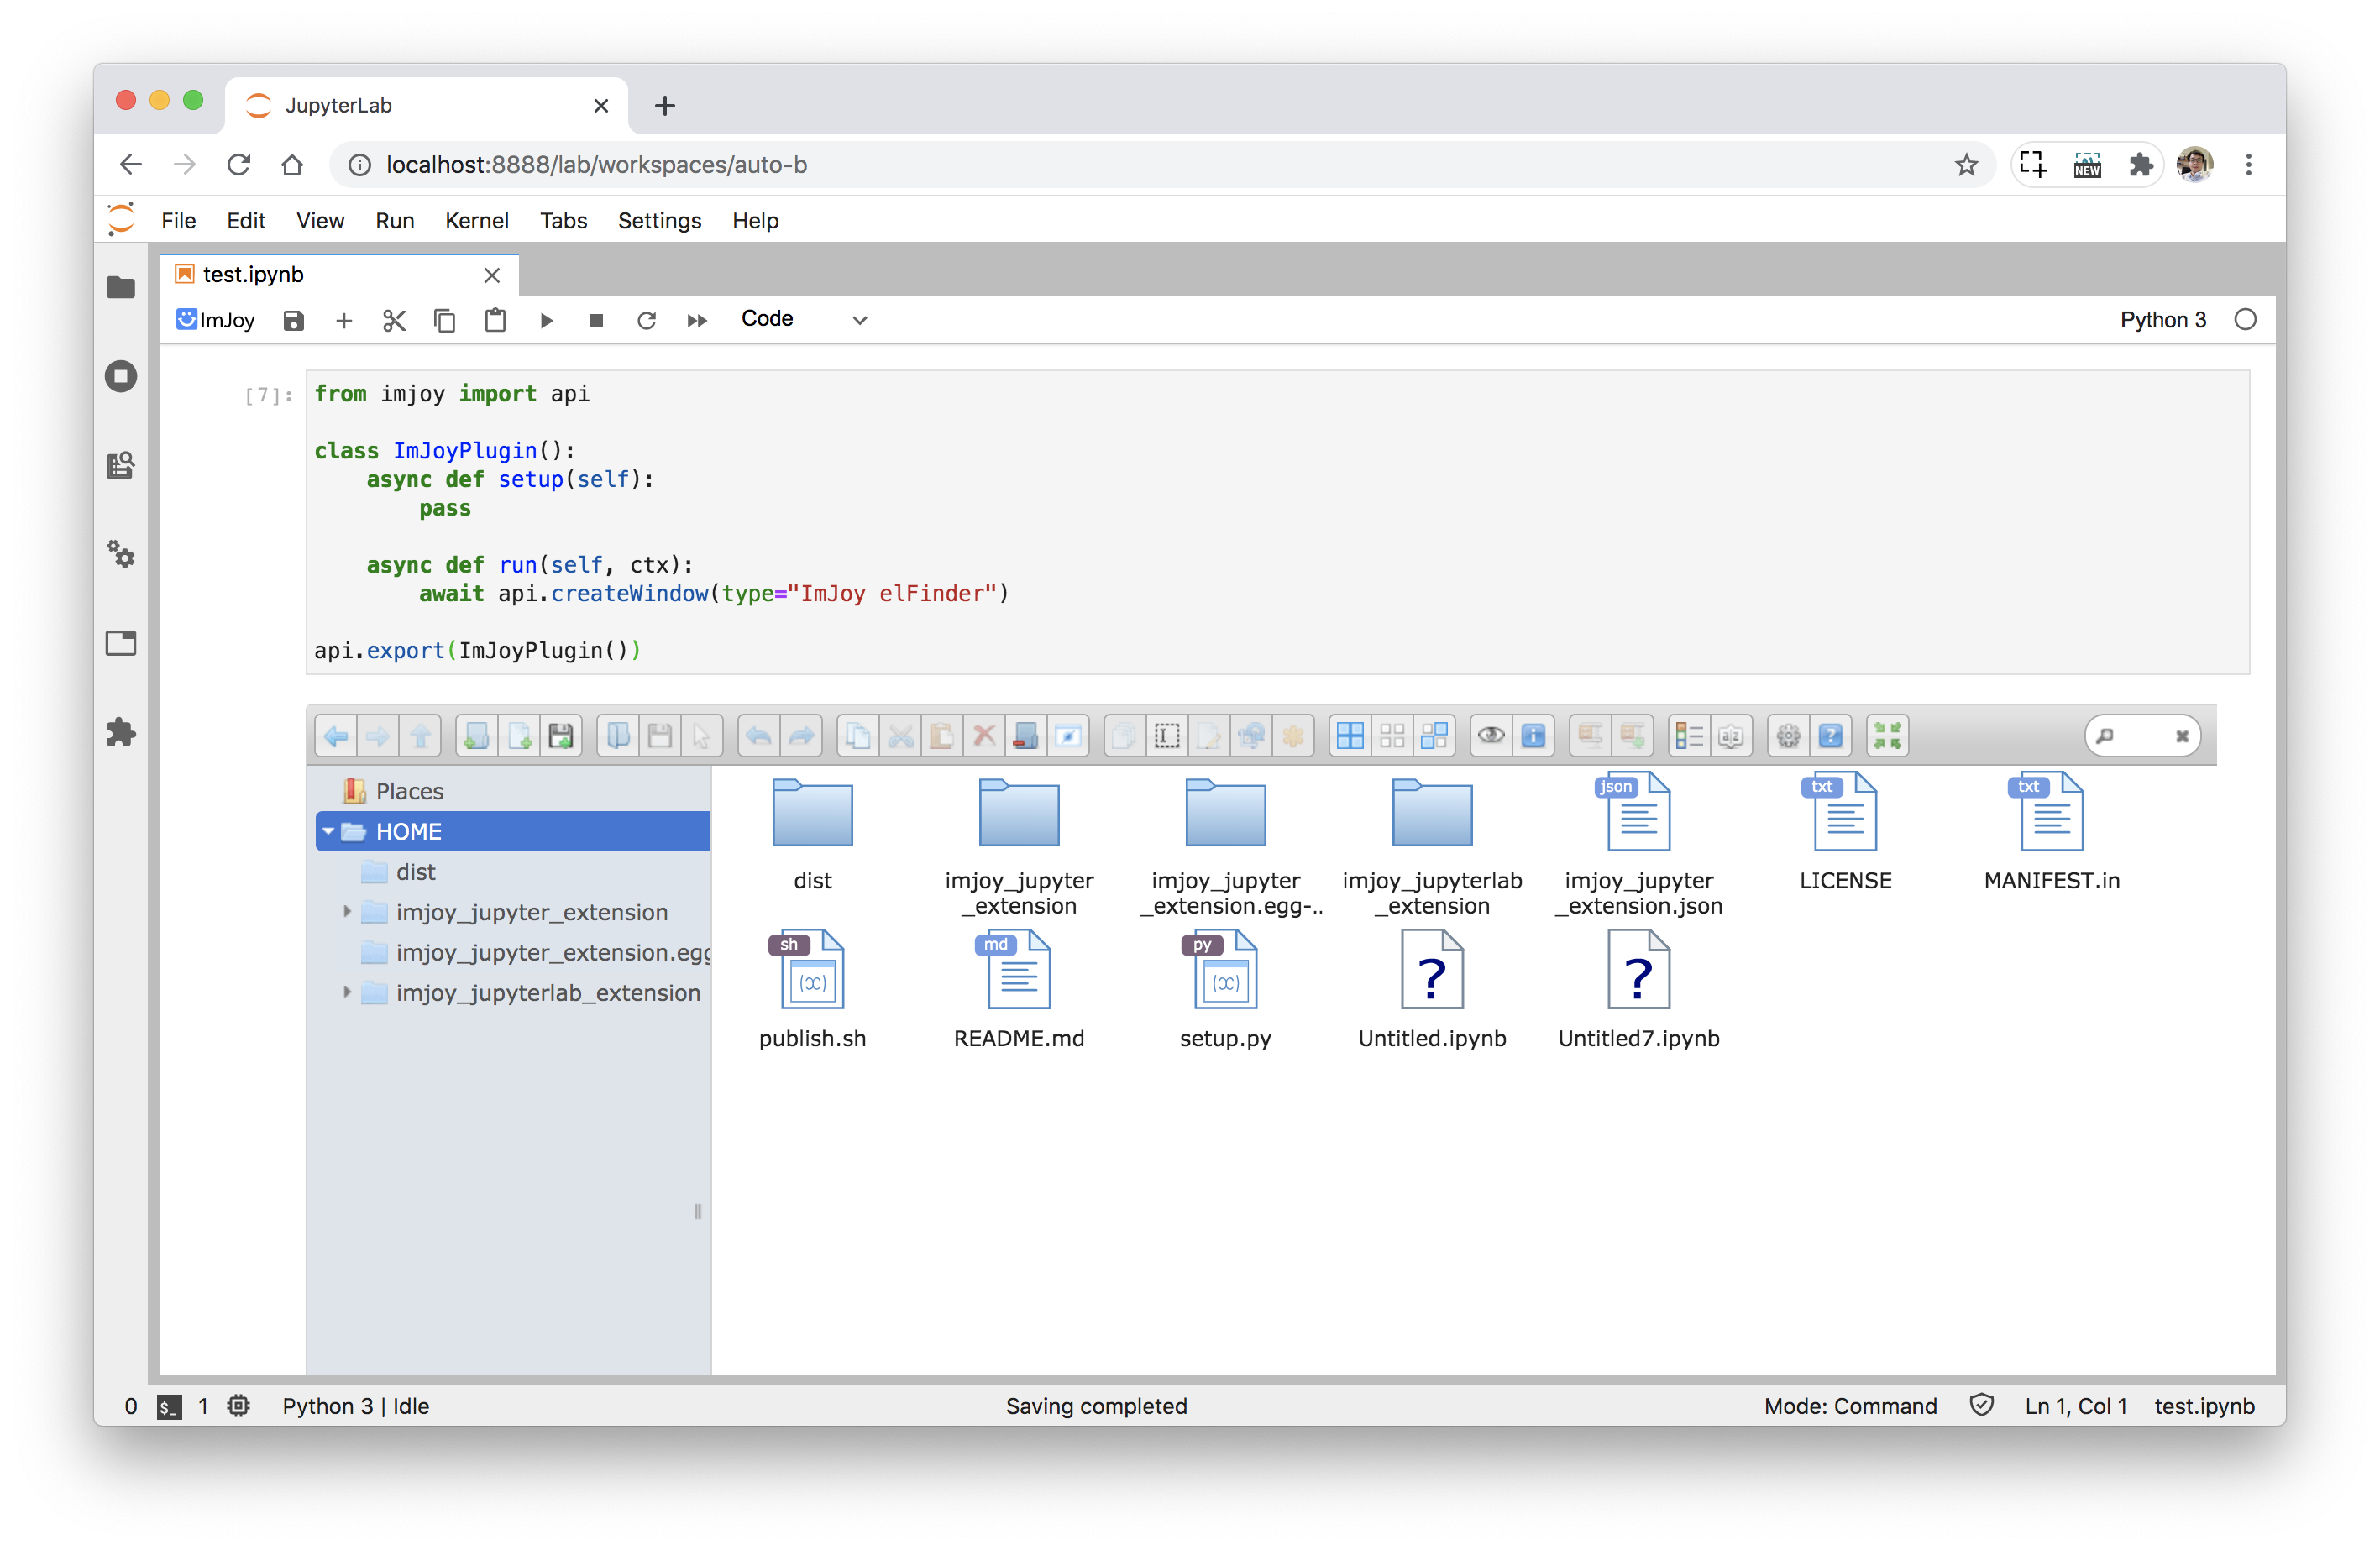 JupyterLab
localhost:8888/lab/workspaces/auto-b
NEW
File Edit View Run Kernel Tabs Settings Help
test.ipynb
ImJoy Code Python 3
[7]:
from imjoy import api
class ImJoyPlugin():
    async def setup(self):
        pass
    async def run(self, ctx):
        await api.createWindow(type="ImJoy elFinder")
api.export(ImJoyPlugin())
Places
HOME
dist
imjoy_jupyter_extension
imjoy_jupyter_extension.egg
imjoy_jupyterlab_extension
json txt txt
dist imjoy_jupyter imjoy_jupyter imjoy_jupyterlab imjoy_jupyter LICENSE MANIFEST.in
_extension _extension.egg-.. _extension _extension.json
sh md py
publish.sh README.md setup.py Untitled.ipynb Untitled7.ipynb
0 $_ 1 Python 3 | Idle Saving completed Mode: Command Ln 1, Col 1 test.ipynb